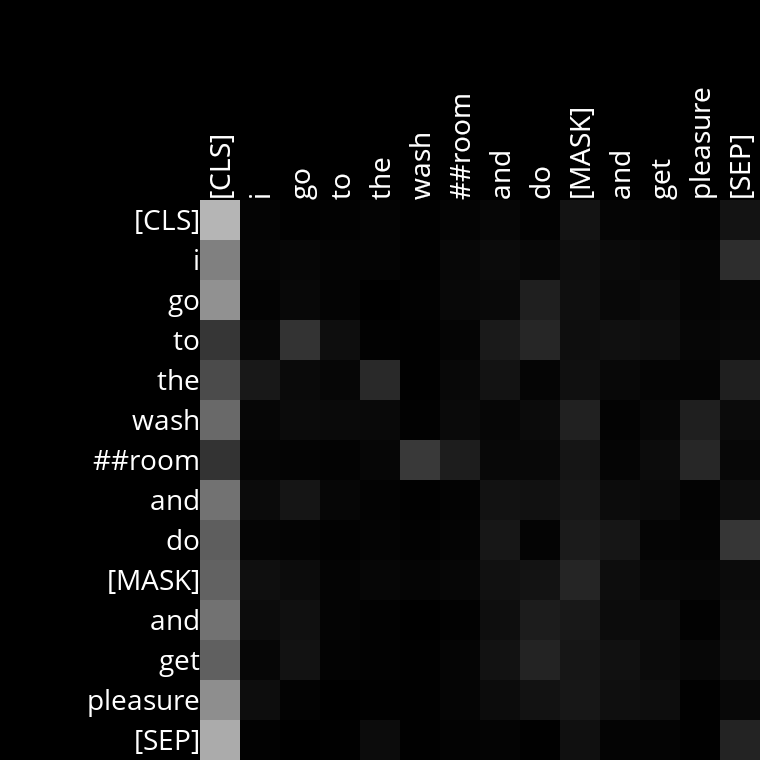 [CLS] i go to the wash ##room and do [MASK] and get pleasure [SEP]
[CLS]
i
go
to
the
wash
##room
and
do
[MASK]
and
get
pleasure
[SEP]